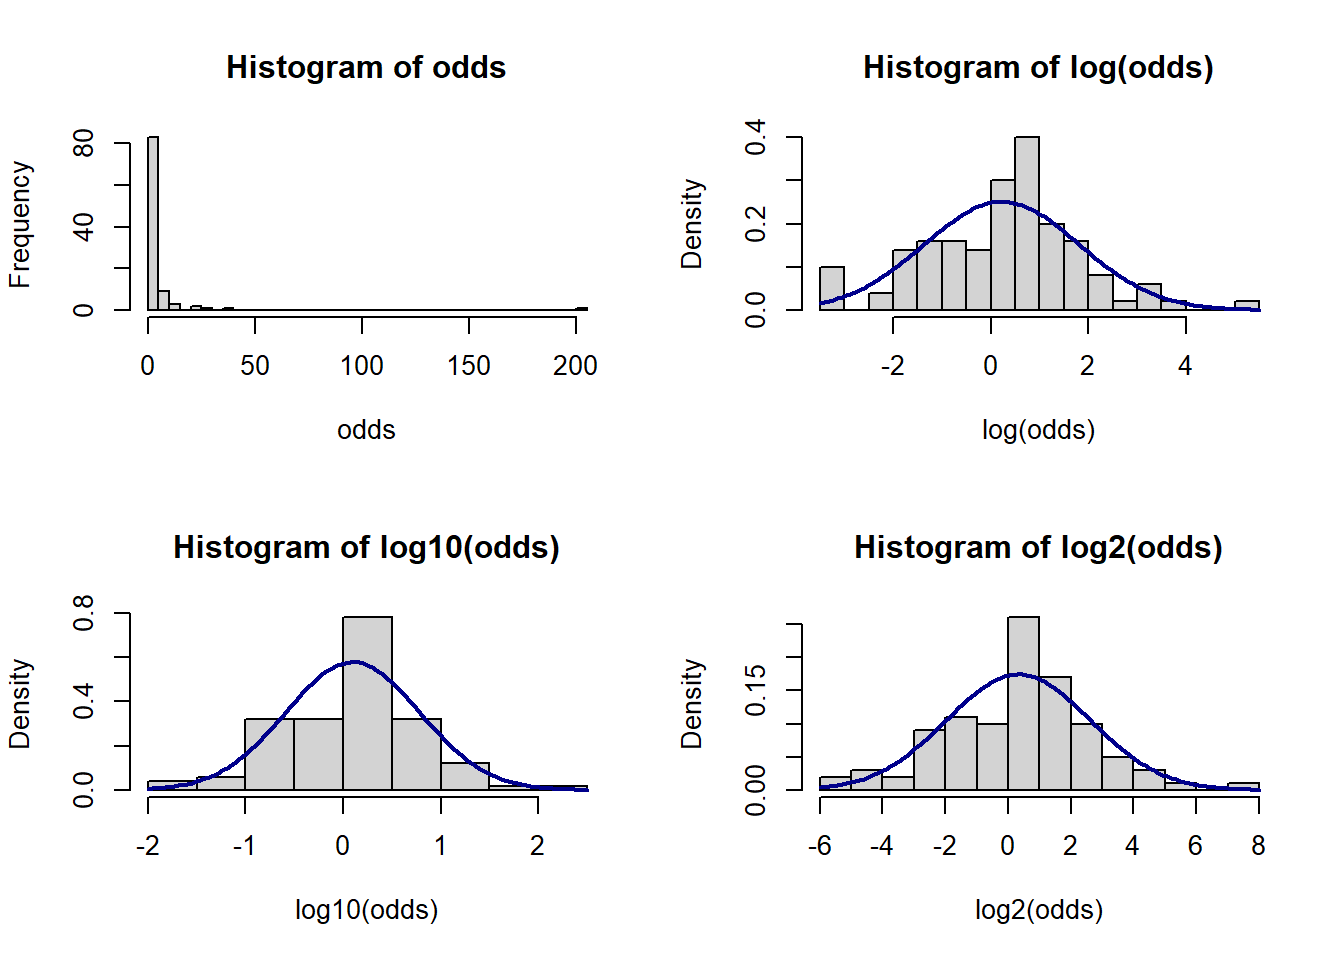 Histogram of odds
Frequency
0 40 80
0 50 100 150 200
odds
Histogram of log(odds)
Density
0.0 0.2 0.4
-2 0 2 4
log(odds)
Histogram of log10(odds)
Density
0.0 0.4 0.8
-2 -1 0 1 2
log10(odds)
Histogram of log2(odds)
Density
0.00 0.15
-6 -4 -2 0 2 4 6 8
log2(odds)